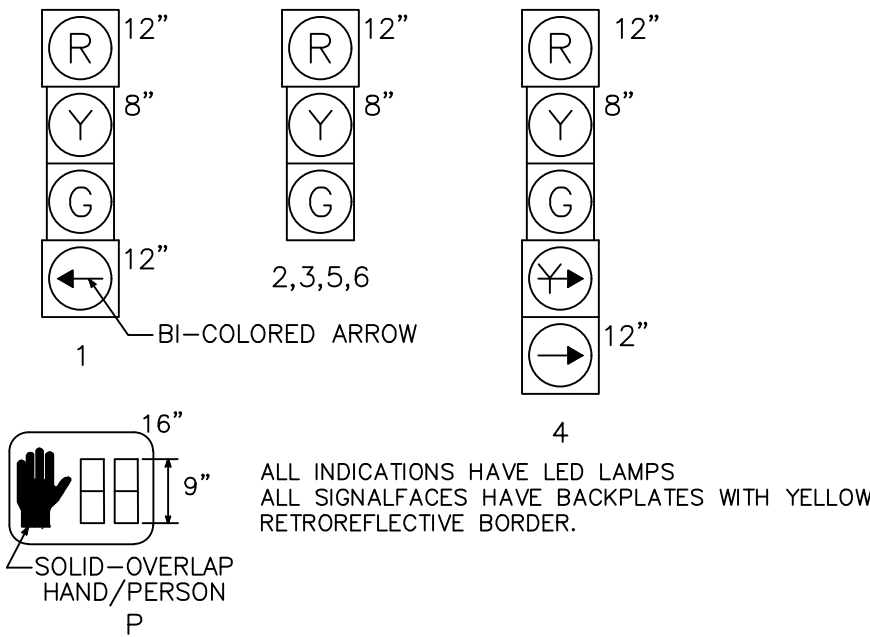 R 12” R 12” R 12”
Y 8” Y 8” Y 8”
G G G
12” Y
2,3,5,6
BI-COLORED ARROW 12”
1
4
16”
9”
ALL INDICATIONS HAVE LED LAMPS
ALL SIGNALFACES HAVE BACKPLATES WITH YELLOW
RETROREFLECTIVE BORDER.
SOLID-OVERLAP
HAND/PERSON
P